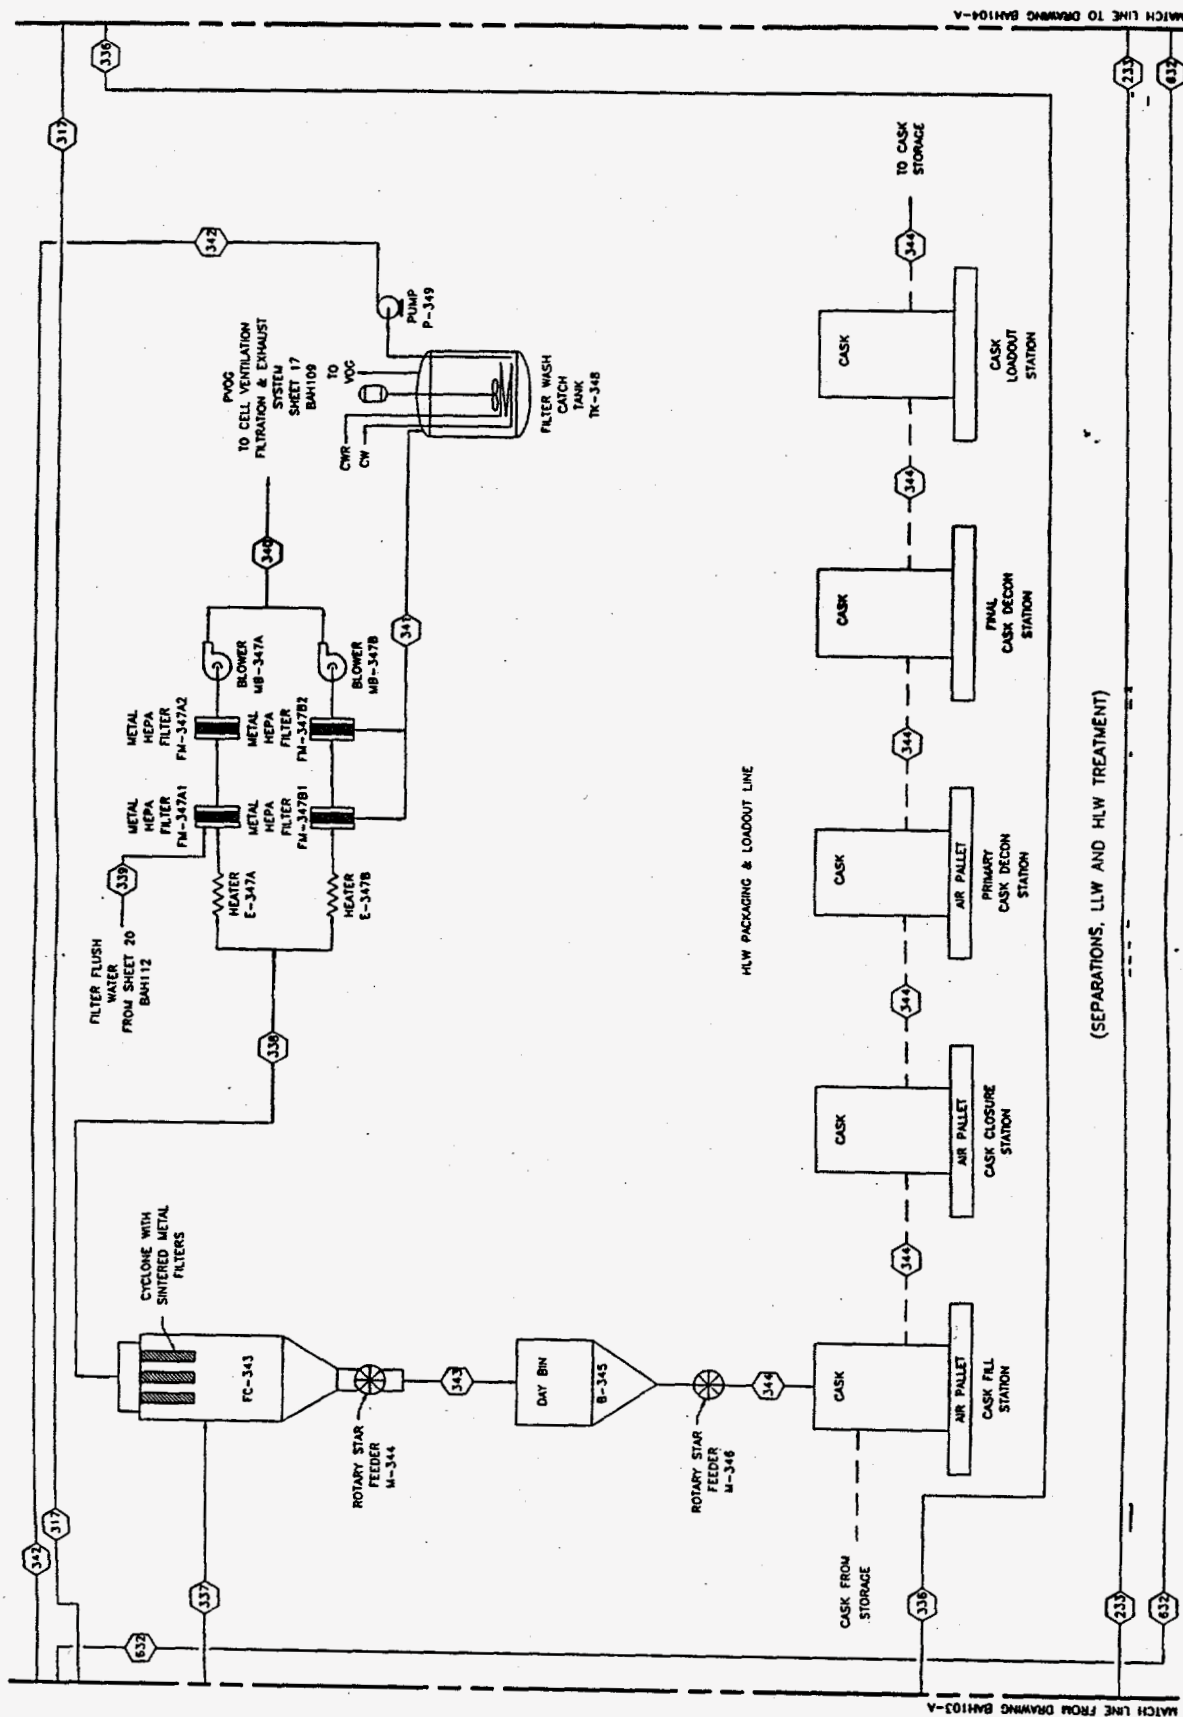 MATCH LINE FROM DRAWING BAH103-A
MATCH LINE TO DRAWING BAH104-A
342
317
317
336
632
337
CYCLONE WITH
SINTERED METAL
FILTERS
FC-343
ROTARY STAR
FEEDER
M-344
343
DAY BIN
B-345
ROTARY STAR
FEEDER
M-346
344
338
FILTER FLUSH
WATER
FROM SHEET 20
BAH112
339
HEATER
E-347A
HEATER
E-347B
METAL
HEPA
FILTER
FM-347A1
METAL
HEPA
FILTER
FM-347A2
METAL
HEPA
FILTER
FM-347B1
METAL
HEPA
FILTER
FM-347B2
BLOWER
MB-347A
BLOWER
MB-347B
340
PVOG
TO CELL VENTILATION
FILTRATION & EXHAUST
SYSTEM
SHEET 17
BAH109
341
CWR
CW
TO
VOG
FILTER WASH
CATCH
TANK
TK-348
PUMP
P-349
342
HLW PACKAGING & LOADOUT LINE
CASK FROM
STORAGE
CASK
AIR PALLET
CASK FILL
STATION
344
CASK
AIR PALLET
CASK CLOSURE
STATION
344
CASK
AIR PALLET
PRIMARY
CASK DECON
STATION
344
CASK
FINAL
CASK DECON
STATION
344
CASK
CASK
LOADOUT
STATION
344
TO CASK
STORAGE
336
(SEPARATIONS, LLW AND HLW TREATMENT)
233
233
632
632